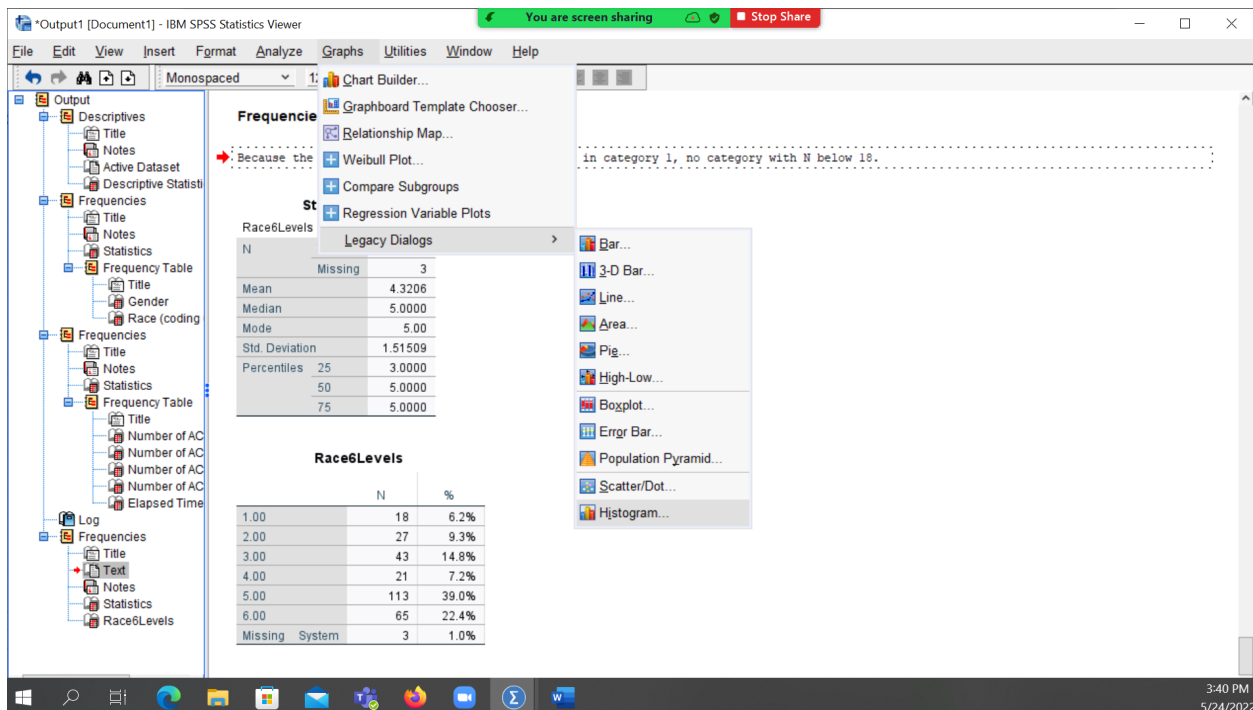 *Output1 [Document1] - IBM SPSS Statistics Viewer
You are screen sharing
Stop Share
File Edit View Insert Format Analyze Graphs Utilities Window Help
Monospaced
Chart Builder...
Graphboard Template Chooser...
Relationship Map...
Weibull Plot...
Compare Subgroups
Regression Variable Plots
Legacy Dialogs
Bar...
3-D Bar...
Line...
Area...
Pie...
High-Low...
Boxplot...
Error Bar...
Population Pyramid...
Scatter/Dot...
Histogram...
Output
Descriptives
Title
Notes
Active Dataset
Descriptive Statisti
Frequencies
Title
Notes
Statistics
Frequency Table
Title
Gender
Race (coding
Frequencies
Title
Notes
Statistics
Frequency Table
Title
Number of AC
Number of AC
Number of AC
Number of AC
Elapsed Time
Log
Frequencies
Title
Text
Notes
Statistics
Race6Levels
Frequencie
Because the in category 1, no category with N below 18.
St
Race6Levels
N
Missing 3
Mean 4.3206
Median 5.0000
Mode 5.00
Std. Deviation 1.51509
Percentiles 25 3.0000
50 5.0000
75 5.0000
Race6Levels
N %
1.00 18 6.2%
2.00 27 9.3%
3.00 43 14.8%
4.00 21 7.2%
5.00 113 39.0%
6.00 65 22.4%
Missing System 3 1.0%
3:40 PM